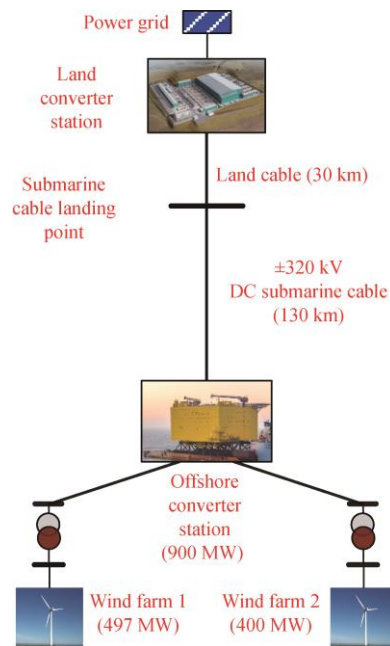 Power grid
Land
converter
station
Land cable (30 km)
Submarine
cable landing
point
±320 kV
DC submarine cable
(130 km)
Offshore
converter
station
(900 MW)
Wind farm 1
(497 MW)
Wind farm 2
(400 MW)